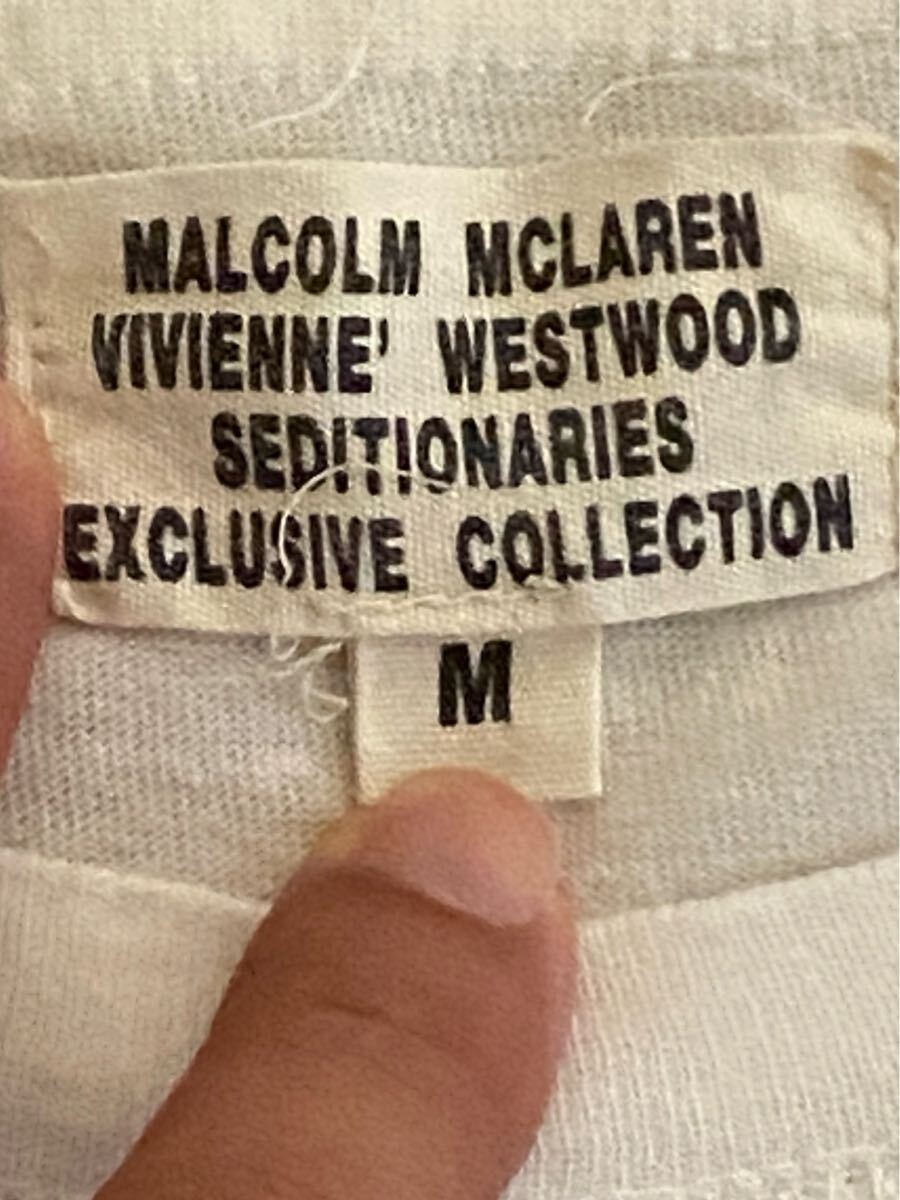 MALCOLM MCLAREN
VIVIENNE' WESTWOOD
SEDITIONARIES
EXCLUSIVE COLLECTION
M